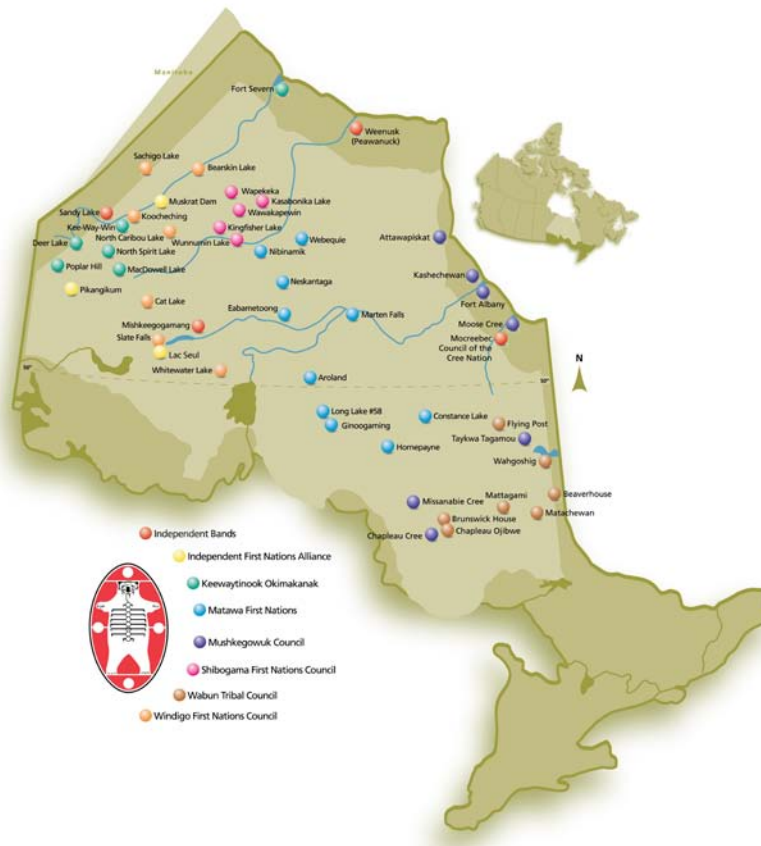 Manitoba
Fort Severn
Weenusk
(Peawanuck)
Sachigo Lake
Bearskin Lake
Wapekeka
Muskrat Dam
Kasabonika Lake
Sandy Lake
Koocheching
Wawakapewin
Kee-Way-Win
Kingfisher Lake
North Caribou Lake
Deer Lake
Wunnumin Lake
Webequie
Attawapiskat
North Spirit Lake
Nibinamik
Poplar Hill
MacDowell Lake
Kashechewan
Pikangikum
Neskantaga
Cat Lake
Fort Albany
Eabametoong
Marten Falls
Mishkeegogamang
Moose Cree
Slate Falls
Mocreebec
Council of the
Cree Nation
Lac Seul
N
Whitewater Lake
50°
50°
Aroland
Long Lake #58
Constance Lake
Ginoogaming
Flying Post
Taykwa Tagamou
Hornepayne
Wahgoshig
Missanabie Cree
Mattagami
Beaverhouse
Brunswick House
Matachewan
Chapleau Cree
Chapleau Ojibwe
Independent Bands
Independent First Nations Alliance
Keewaytinook Okimakanak
Matawa First Nations
Mushkegowuk Council
Shibogama First Nations Council
Wabun Tribal Council
Windigo First Nations Council